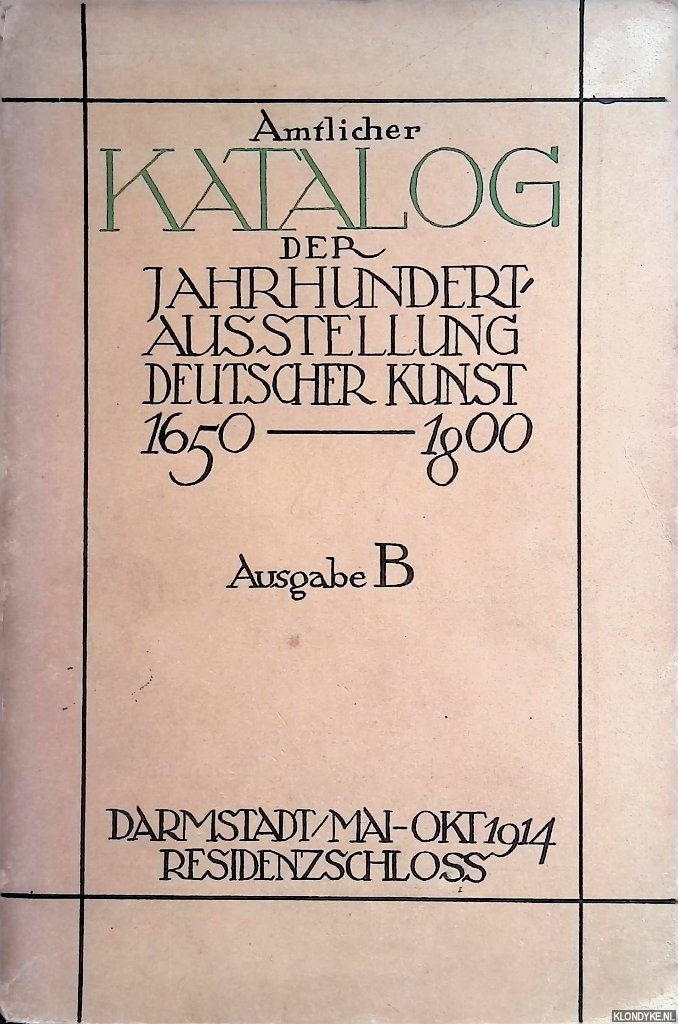 Amtlicher
KATALOG
DER
JAHRHUNDERT-
AUSSTELLUNG
DEUTSCHER KUNST
1650 — 1800
Ausgabe B
DARMSTADT/MAI-OKT 1914
RESIDENZSCHLOSS
KLONDYKE.NL